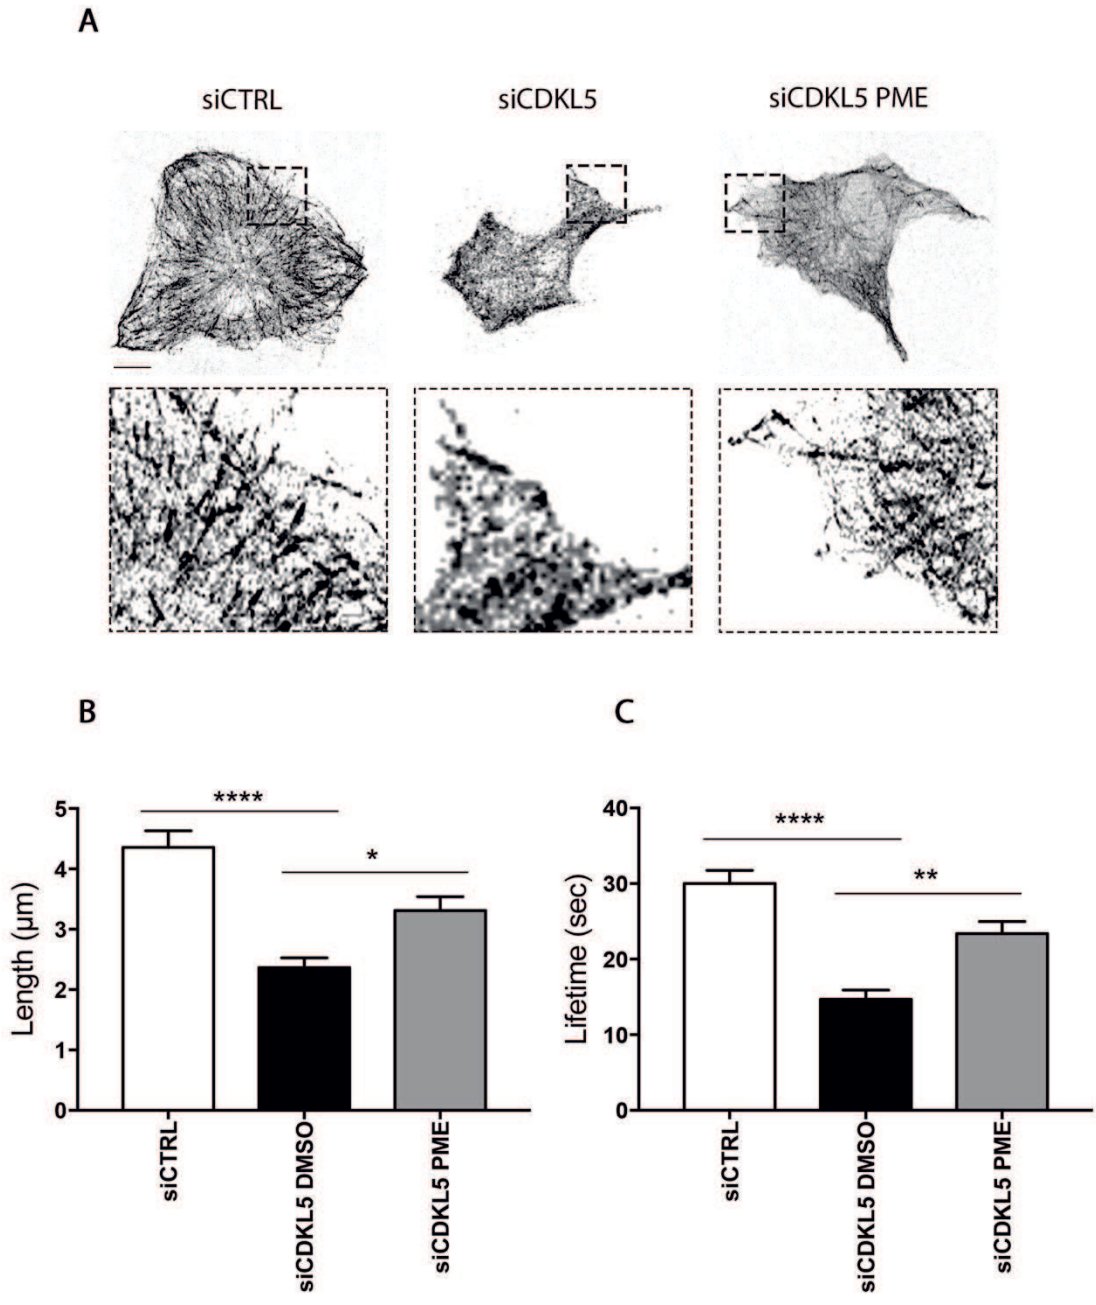 A
siCTRL siCDKL5 siCDKL5 PME
B
C
5
4
3
2
1
0
Length (μm)
****
*
siCTRL
siCDKL5 DMSO
siCDKL5 PME
40
30
20
10
0
Lifetime (sec)
****
**
siCTRL
siCDKL5 DMSO
siCDKL5 PME